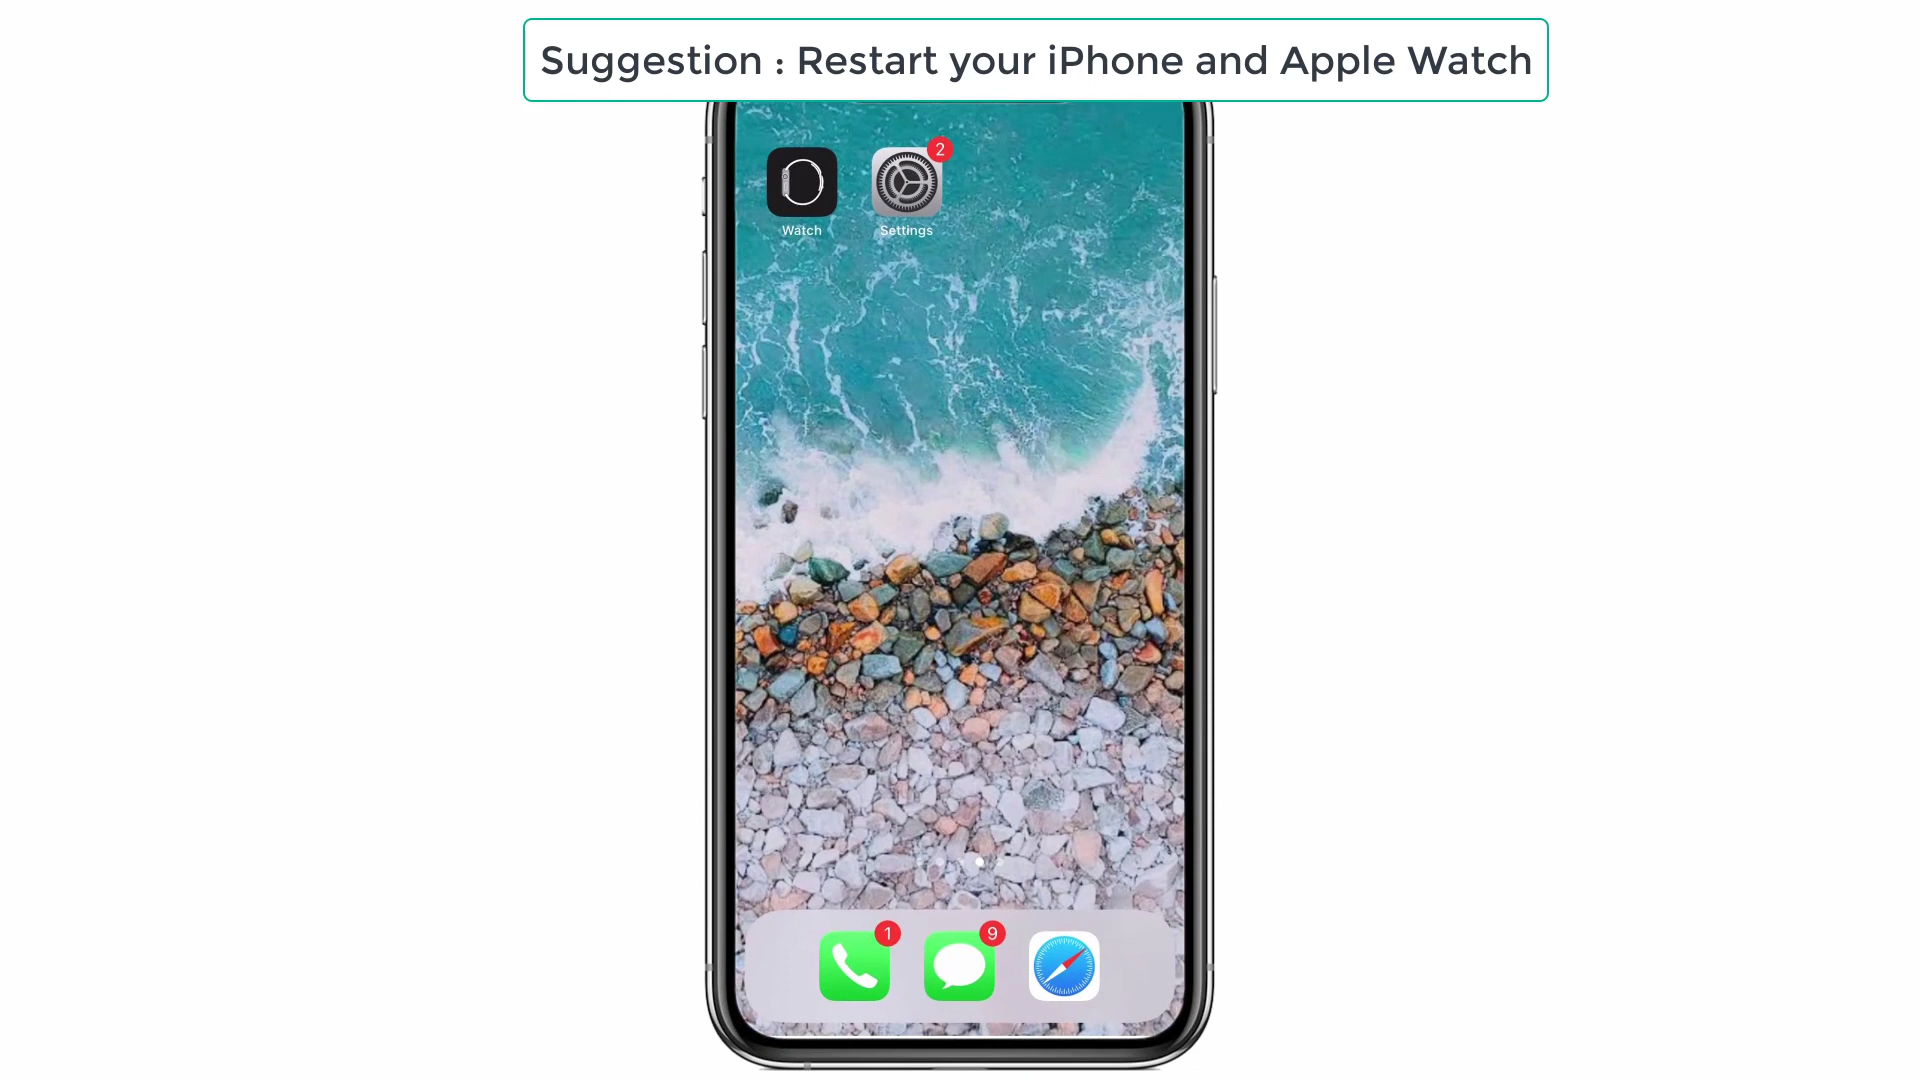 Suggestion : Restart your iPhone and Apple Watch
2
Watch
Settings
1
9